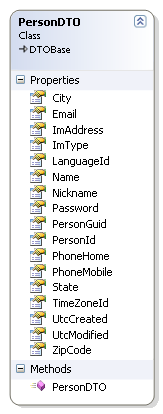 PersonDTO
Class
DTOBase
Properties
City
Email
ImAddress
ImType
LanguageId
Name
Nickname
Password
PersonGuid
PersonId
PhoneHome
PhoneMobile
State
TimeZoneId
UtcCreated
UtcModified
ZipCode
Methods
PersonDTO